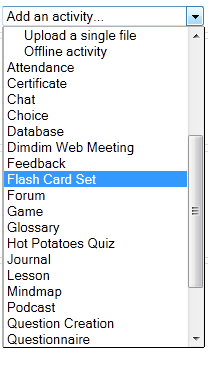 Add an activity...
Upload a single file
Offline activity
Attendance
Certificate
Chat
Choice
Database
Dimdim Web Meeting
Feedback
Flash Card Set
Forum
Game
Glossary
Hot Potatoes Quiz
Journal
Lesson
Mindmap
Podcast
Question Creation
Questionnaire